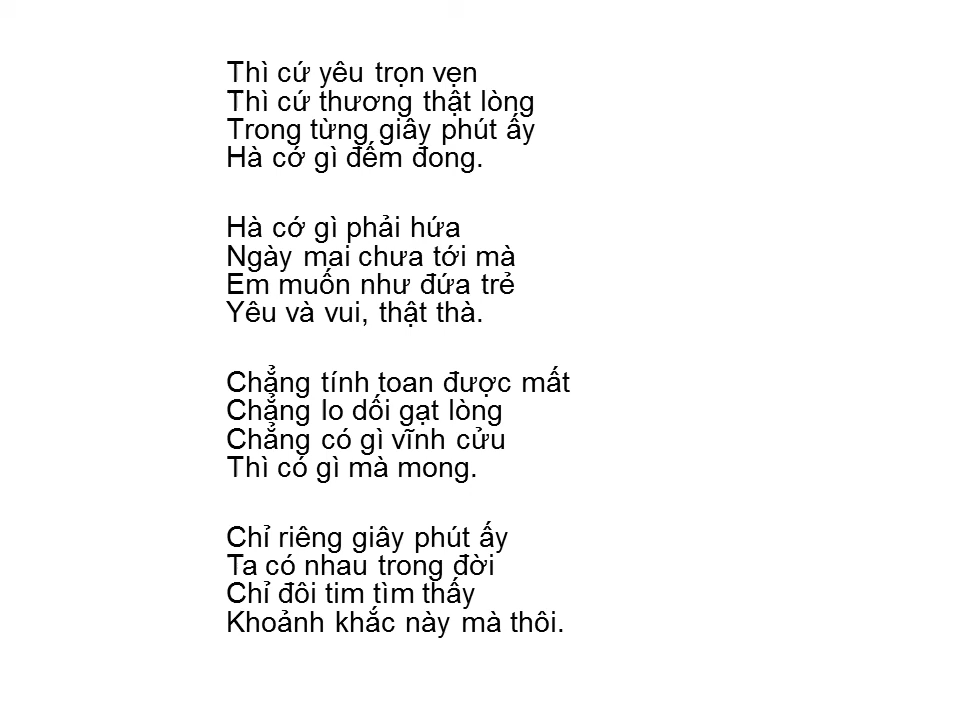 Thì cứ yêu trọn vẹn
Thì cứ thương thật lòng
Trong từng giây phút ấy
Hà cớ gì đếm đong.
Hà cớ gì phải hứa
Ngày mai chưa tới mà
Em muốn như đứa trẻ
Yêu và vui, thật thà.
Chẳng tính toan được mất
Chẳng lo dối gạt lòng
Chẳng có gì vĩnh cửu
Thì có gì mà mong.
Chỉ riêng giây phút ấy
Ta có nhau trong đời
Chỉ đôi tim tìm thấy
Khoảnh khắc này mà thôi.